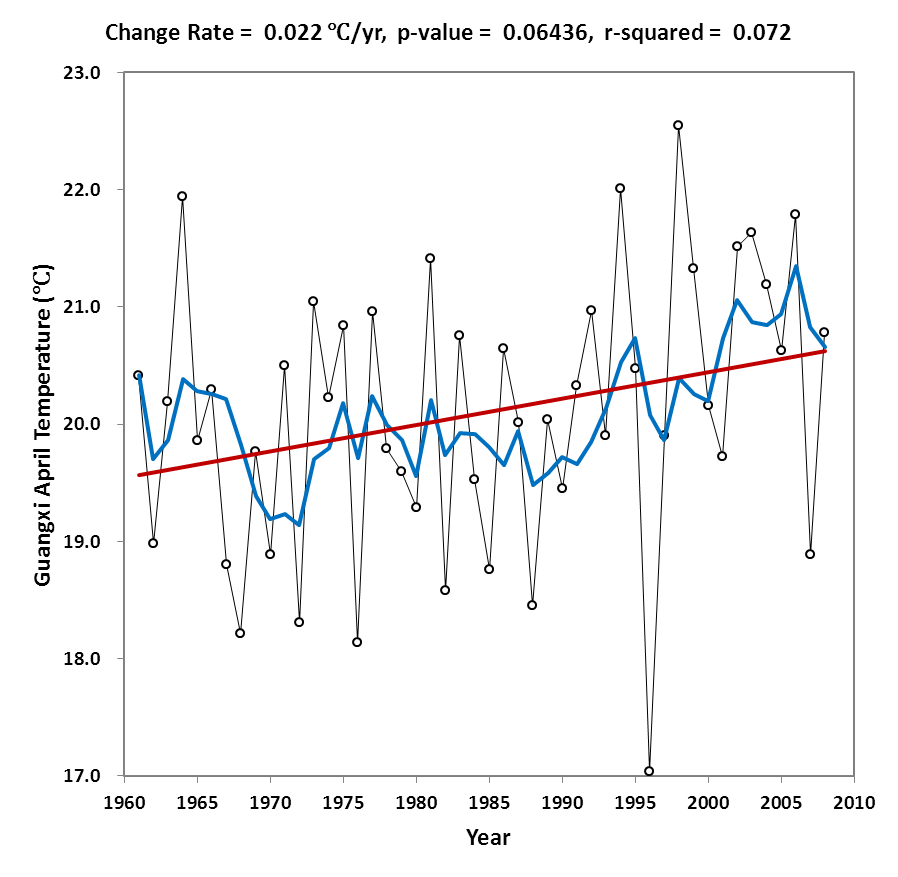 Change Rate = 0.022 ℃/yr, p-value = 0.06436, r-squared = 0.072
23.0
22.0
21.0
20.0
19.0
18.0
17.0
Guangxi April Temperature (℃)
1960 1965 1970 1975 1980 1985 1990 1995 2000 2005 2010
Year